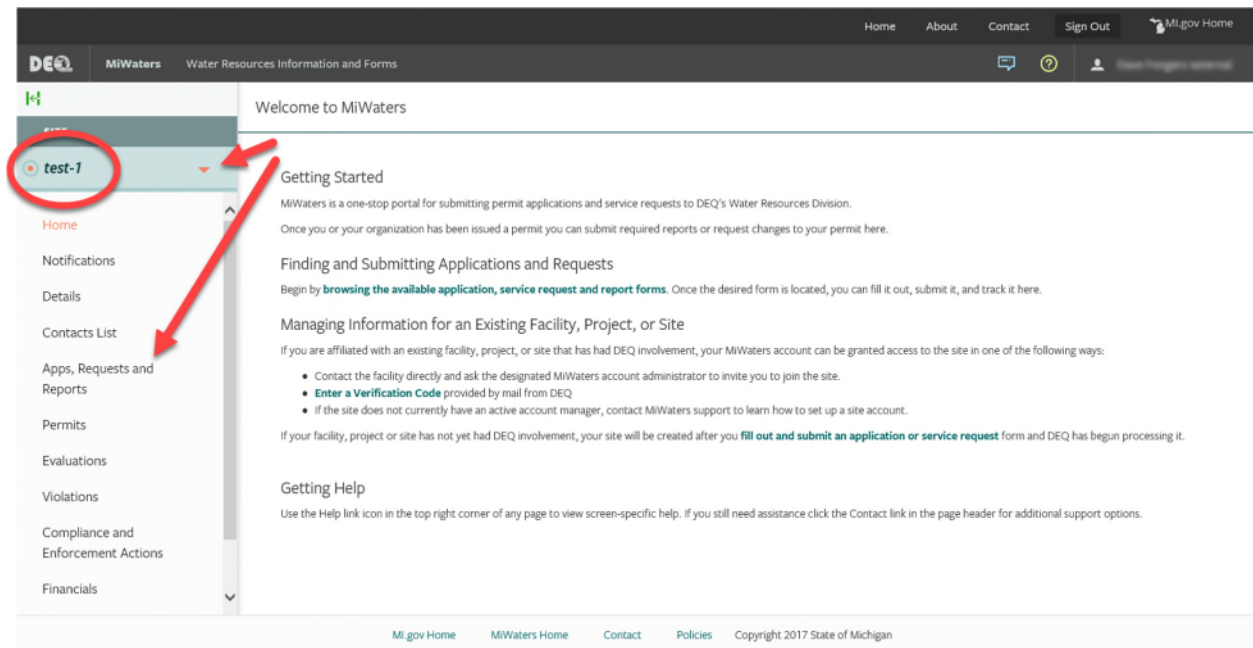 Home About Contact Sign Out MI.gov Home
DEQ MiWaters Water Resources Information and Forms
Welcome to MiWaters
test-1
Home
Notifications
Details
Contacts List
Apps, Requests and
Reports
Permits
Evaluations
Violations
Compliance and
Enforcement Actions
Financials
Getting Started
MiWaters is a one-stop portal for submitting permit applications and service requests to DEQ's Water Resources Division.
Once you or your organization has been issued a permit you can submit required reports or request changes to your permit here.
Finding and Submitting Applications and Requests
Begin by browsing the available application, service request and report forms. Once the desired form is located, you can fill it out, submit it, and track it here.
Managing Information for an Existing Facility, Project, or Site
If you are affiliated with an existing facility, project, or site that has had DEQ involvement, your MiWaters account can be granted access to the site in one of the following ways:
• Contact the facility directly and ask the designated MiWaters account administrator to invite you to join the site.
• Enter a Verification Code provided by mail from DEQ
• If the site does not currently have an active account manager, contact MiWaters support to learn how to set up a site account.
If your facility, project or site has not yet had DEQ involvement, your site will be created after you fill out and submit an application or service request form and DEQ has begun processing it.
Getting Help
Use the Help link icon in the top right corner of any page to view screen-specific help. If you still need assistance click the Contact link in the page header for additional support options.
MI.gov Home MiWaters Home Contact Policies Copyright 2017 State of Michigan